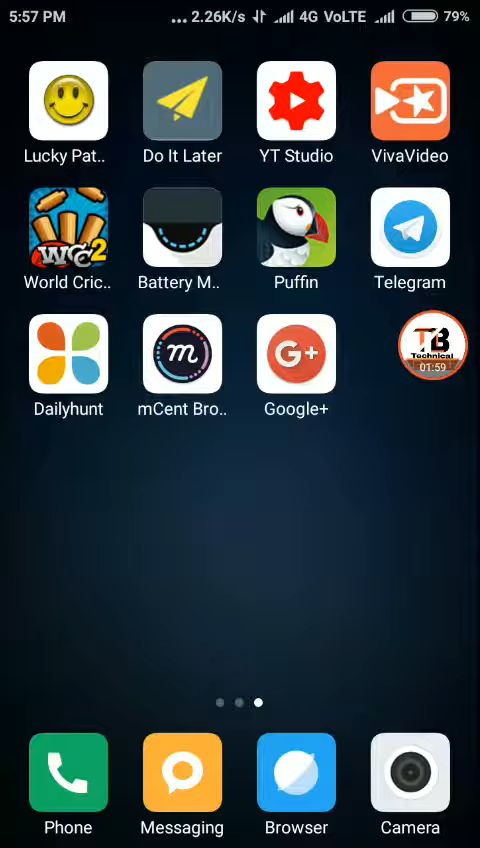 5:57 PM ... 2.26K/s 4G VoLTE 79%
Lucky Pat.. Do It Later YT Studio VivaVideo
WCC2
World Cric.. Battery M.. Puffin Telegram
TB
Technical
01:59
m G+
Dailyhunt mCent Bro.. Google+
Phone Messaging Browser Camera